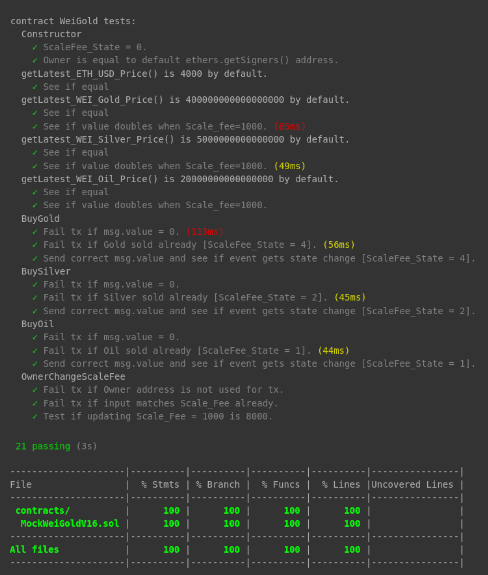 contract WeiGold tests:
Constructor
✓ ScaleFee_State = 0.
✓ Owner is equal to default ethers.getSigners() address.
getLatest_ETH_USD_Price() is 4000 by default.
✓ See if equal
getLatest_WEI_Gold_Price() is 400000000000000000 by default.
✓ See if equal
✓ See if value doubles when Scale_fee=1000. (85ms)
getLatest_WEI_Silver_Price() is 5000000000000000 by default.
✓ See if equal
✓ See if value doubles when Scale_fee=1000. (49ms)
getLatest_WEI_Oil_Price() is 20000000000000000 by default.
✓ See if equal
✓ See if value doubles when Scale_fee=1000.
BuyGold
✓ Fail tx if msg.value = 0. (115ms)
✓ Fail tx if Gold sold already [ScaleFee_State = 4]. (56ms)
✓ Send correct msg.value and see if event gets state change [ScaleFee_State = 4].
BuySilver
✓ Fail tx if msg.value = 0.
✓ Fail tx if Silver sold already [ScaleFee_State = 2]. (45ms)
✓ Send correct msg.value and see if event gets state change [ScaleFee_State = 2].
BuyOil
✓ Fail tx if msg.value = 0.
✓ Fail tx if Oil sold already [ScaleFee_State = 1]. (44ms)
✓ Send correct msg.value and see if event gets state change [ScaleFee_State = 1].
OwnerChangeScaleFee
✓ Fail tx if Owner address is not used for tx.
✓ Fail tx if input matches Scale_Fee already.
✓ Test if updating Scale_Fee = 1000 is 8000.
21 passing (3s)
---------------------|----------|----------|----------|----------|----------------|
File | % Stmts | % Branch | % Funcs | % Lines |Uncovered Lines |
---------------------|----------|----------|----------|----------|----------------|
contracts/ | 100 | 100 | 100 | 100 | |
MockWeiGoldV16.sol | 100 | 100 | 100 | 100 | |
---------------------|----------|----------|----------|----------|----------------|
All files | 100 | 100 | 100 | 100 | |
---------------------|----------|----------|----------|----------|----------------|